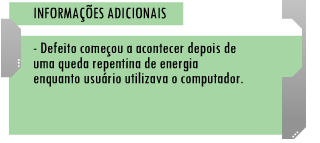 INFORMAÇÕES ADICIONAIS
- Defeito começou a acontecer depois de
uma queda repentina de energia
enquanto usuário utilizava o computador.